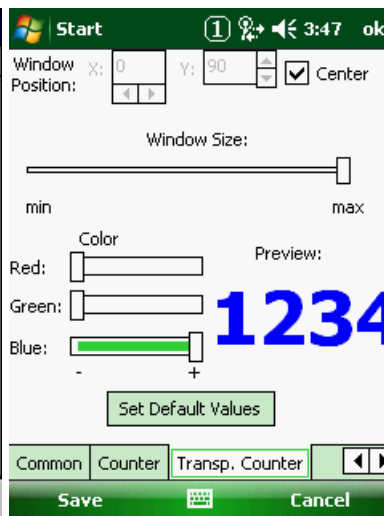 Start 1 3:47 ok
Window Position: X: 0 Y: 90 Center
Window Size:
min max
Color
Preview:
Red:
Green:
1234
Blue:
- +
Set Default Values
Common Counter Transp. Counter
Save Cancel